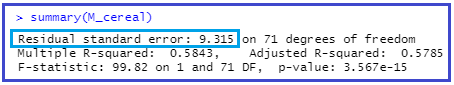 > summary(M_cereal)
Residual standard error: 9.315 on 71 degrees of freedom
Multiple R-squared:  0.5843,    Adjusted R-squared:  0.5785
F-statistic: 99.82 on 1 and 71 DF,  p-value: 3.567e-15